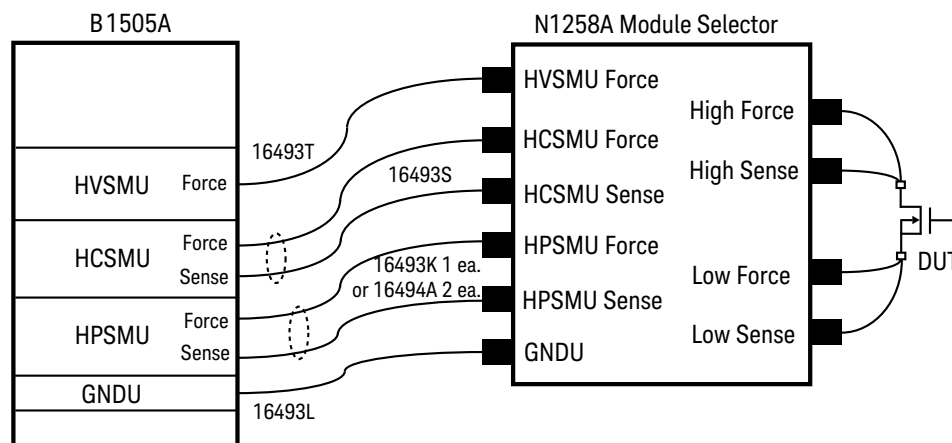 B1505A
HVSMU Force
HCSMU Force
Sense
HPSMU Force
Sense
GNDU
16493T
16493S
16493K 1 ea.
or 16494A 2 ea.
16493L
N1258A Module Selector
HVSMU Force
HCSMU Force
HCSMU Sense
HPSMU Force
HPSMU Sense
GNDU
High Force
High Sense
Low Force
Low Sense
DUT